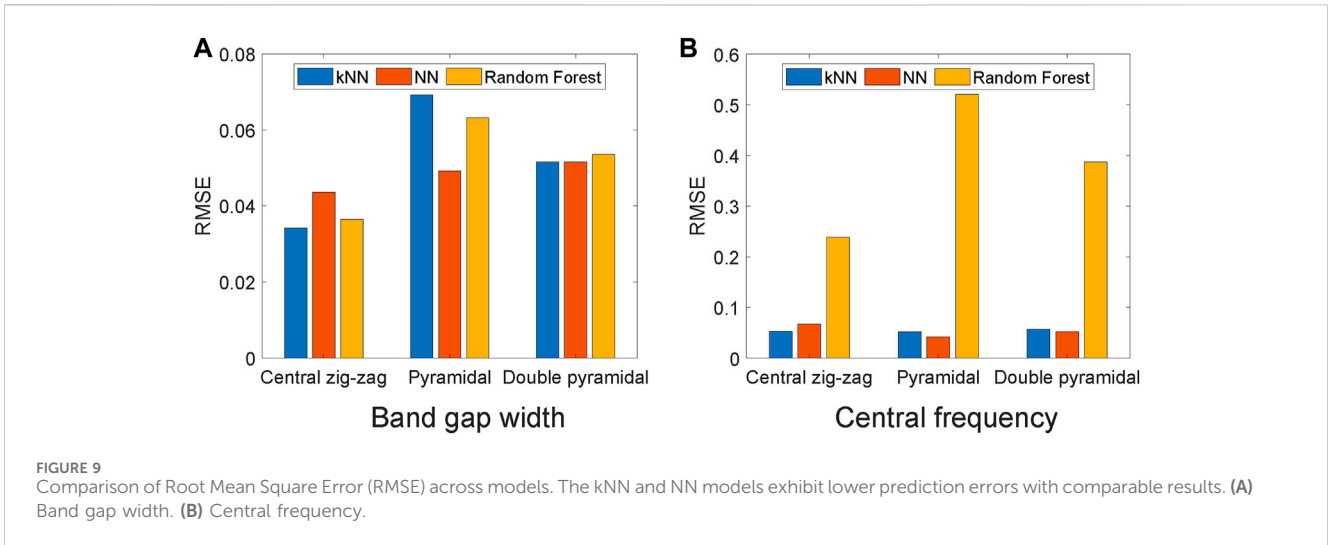 A
0.08
0.06
0.04
0.02
0
RMSE
kNN NN Random Forest
Central zig-zag Pyramidal Double pyramidal
Band gap width
B
0.6
0.5
0.4
0.3
0.2
0.1
0
RMSE
kNN NN Random Forest
Central zig-zag Pyramidal Double pyramidal
Central frequency
FIGURE 9
Comparison of Root Mean Square Error (RMSE) across models. The kNN and NN models exhibit lower prediction errors with comparable results. (A)
Band gap width. (B) Central frequency.